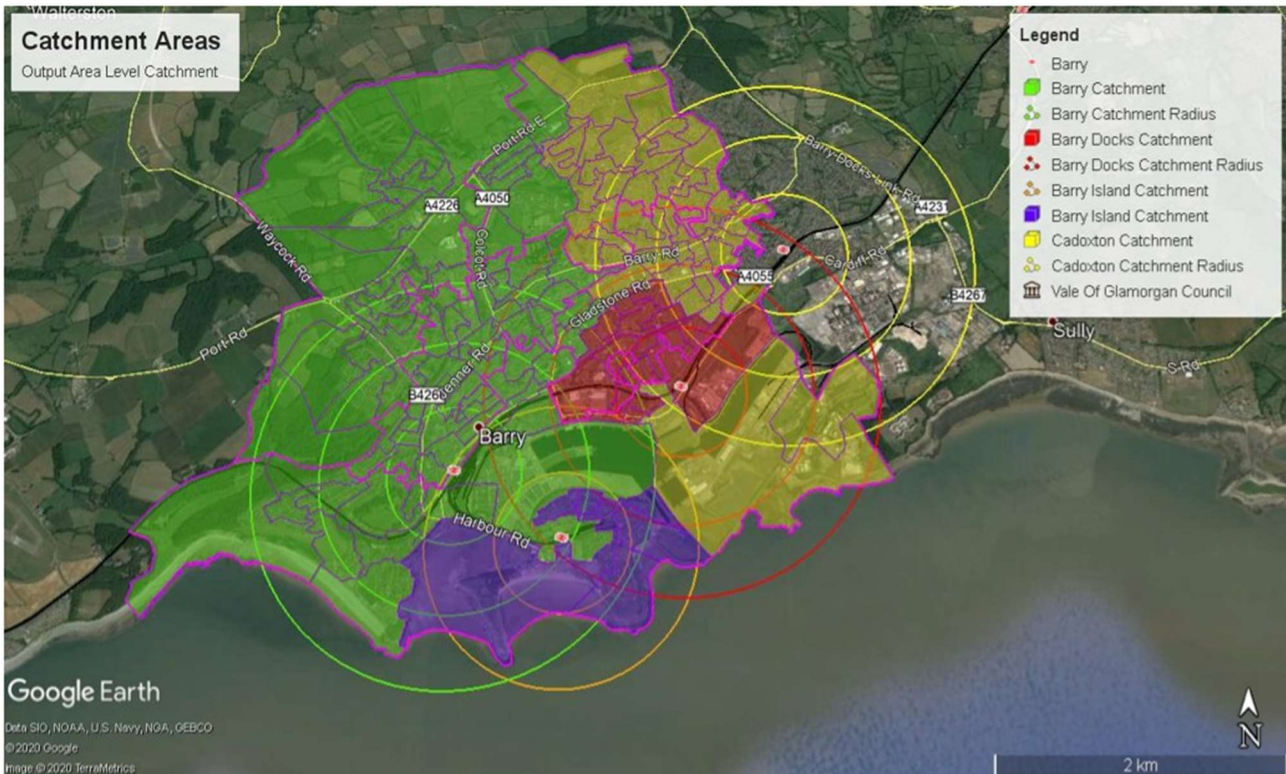 Walterston
Catchment Areas
Output Area Level Catchment
Legend
Barry
Barry Catchment
Barry Catchment Radius
Barry Docks Catchment
Barry Docks Catchment Radius
Barry Island Catchment
Barry Island Catchment
Cadoxton Catchment
Cadoxton Catchment Radius
Vale Of Glamorgan Council
Port Rd E
Barry Docks Link Rd
A4226
A4050
A4231
Waycock Rd
Colcot Rd
Barry Rd
Cardiff Rd
A4055
Gladstone Rd
B4267
Sully
Port Rd
Jenner Rd
S Rd
Barry
Harbour Rd
Google Earth
Data SIO, NOAA, U.S. Navy, NGA, GEBCO
© 2020 Google
Image © 2020 TerraMetrics
N
2 km